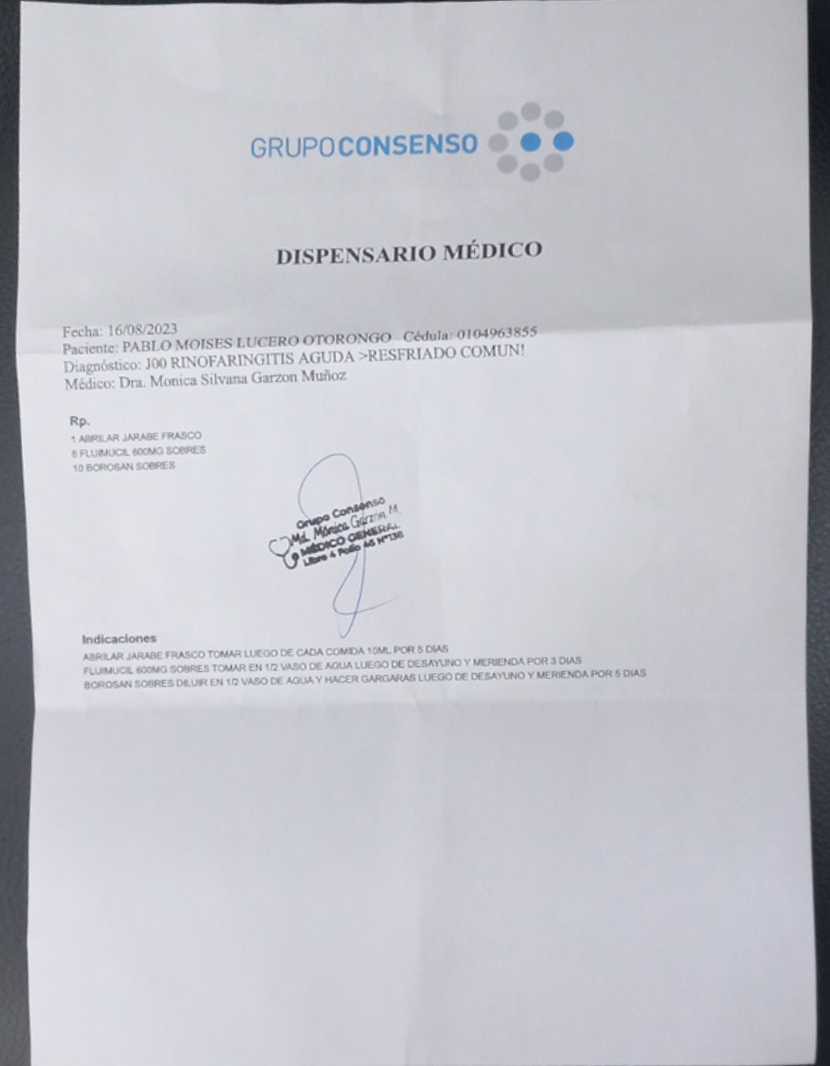 GRUPOCONSENSO
DISPENSARIO MÉDICO
Fecha: 16/08/2023
Paciente: PABLO MOISES LUCERO OTORONGO Cédula: 0104963855
Diagnóstico: J00 RINOFARINGITIS AGUDA >RESFRIADO COMUN!
Médico: Dra. Monica Silvana Garzon Muñoz
Rp.
1 ABRILAR JARABE FRASCO
6 FLUIMUCIL 600MG SOBRES
10 BOROSAN SOBRES
Grupo Consenso
Md. Mónica Garzon M.
MÉDICO GENERAL
Libro 4 Folio 46 N°136
Indicaciones
ABRILAR JARABE FRASCO TOMAR LUEGO DE CADA COMIDA 10ML POR 5 DIAS
FLUIMUCIL 600MG SOBRES TOMAR EN 1/2 VASO DE AGUA LUEGO DE DESAYUNO Y MERIENDA POR 3 DIAS
BOROSAN SOBRES DILUIR EN 1/2 VASO DE AGUA Y HACER GARGARAS LUEGO DE DESAYUNO Y MERIENDA POR 5 DIAS